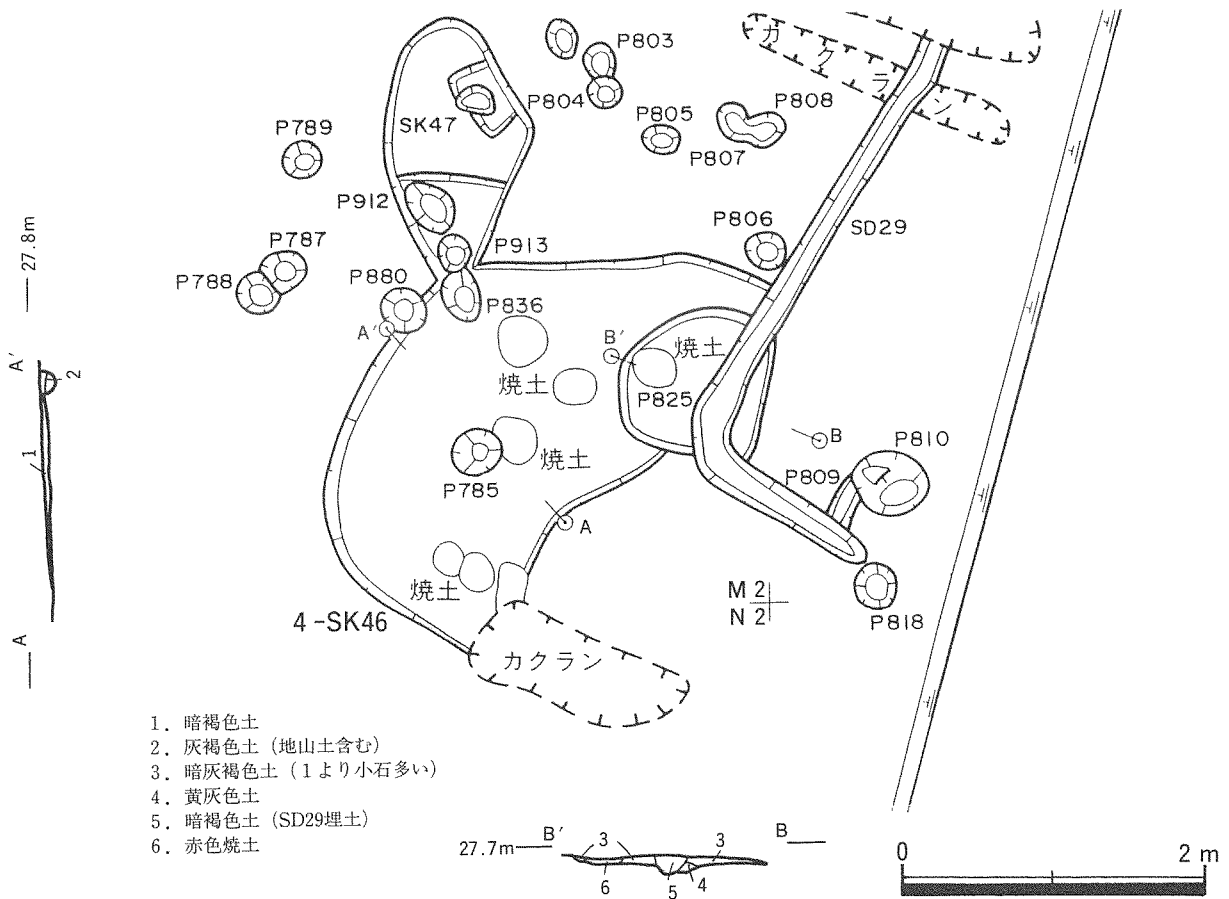 カクラン
P803
P804
P805
P808
P807
P789
SK47
P912
P806
SD29
P787
P788
P913
P880
P836
A'
B'
焼土
焼土
P825
焼土
P785
A
B
P810
P809
焼土
4-SK46
M2
N2
P818
カクラン
27.8m
A'
2
1
A
1. 暗褐色土
2. 灰褐色土 (地山土含む)
3. 暗灰褐色土 (1より小石多い)
4. 黄灰色土
5. 暗褐色土 (SD29埋土)
6. 赤色焼土
27.7m
B'
3
3
B
6
5
4
0
2 m